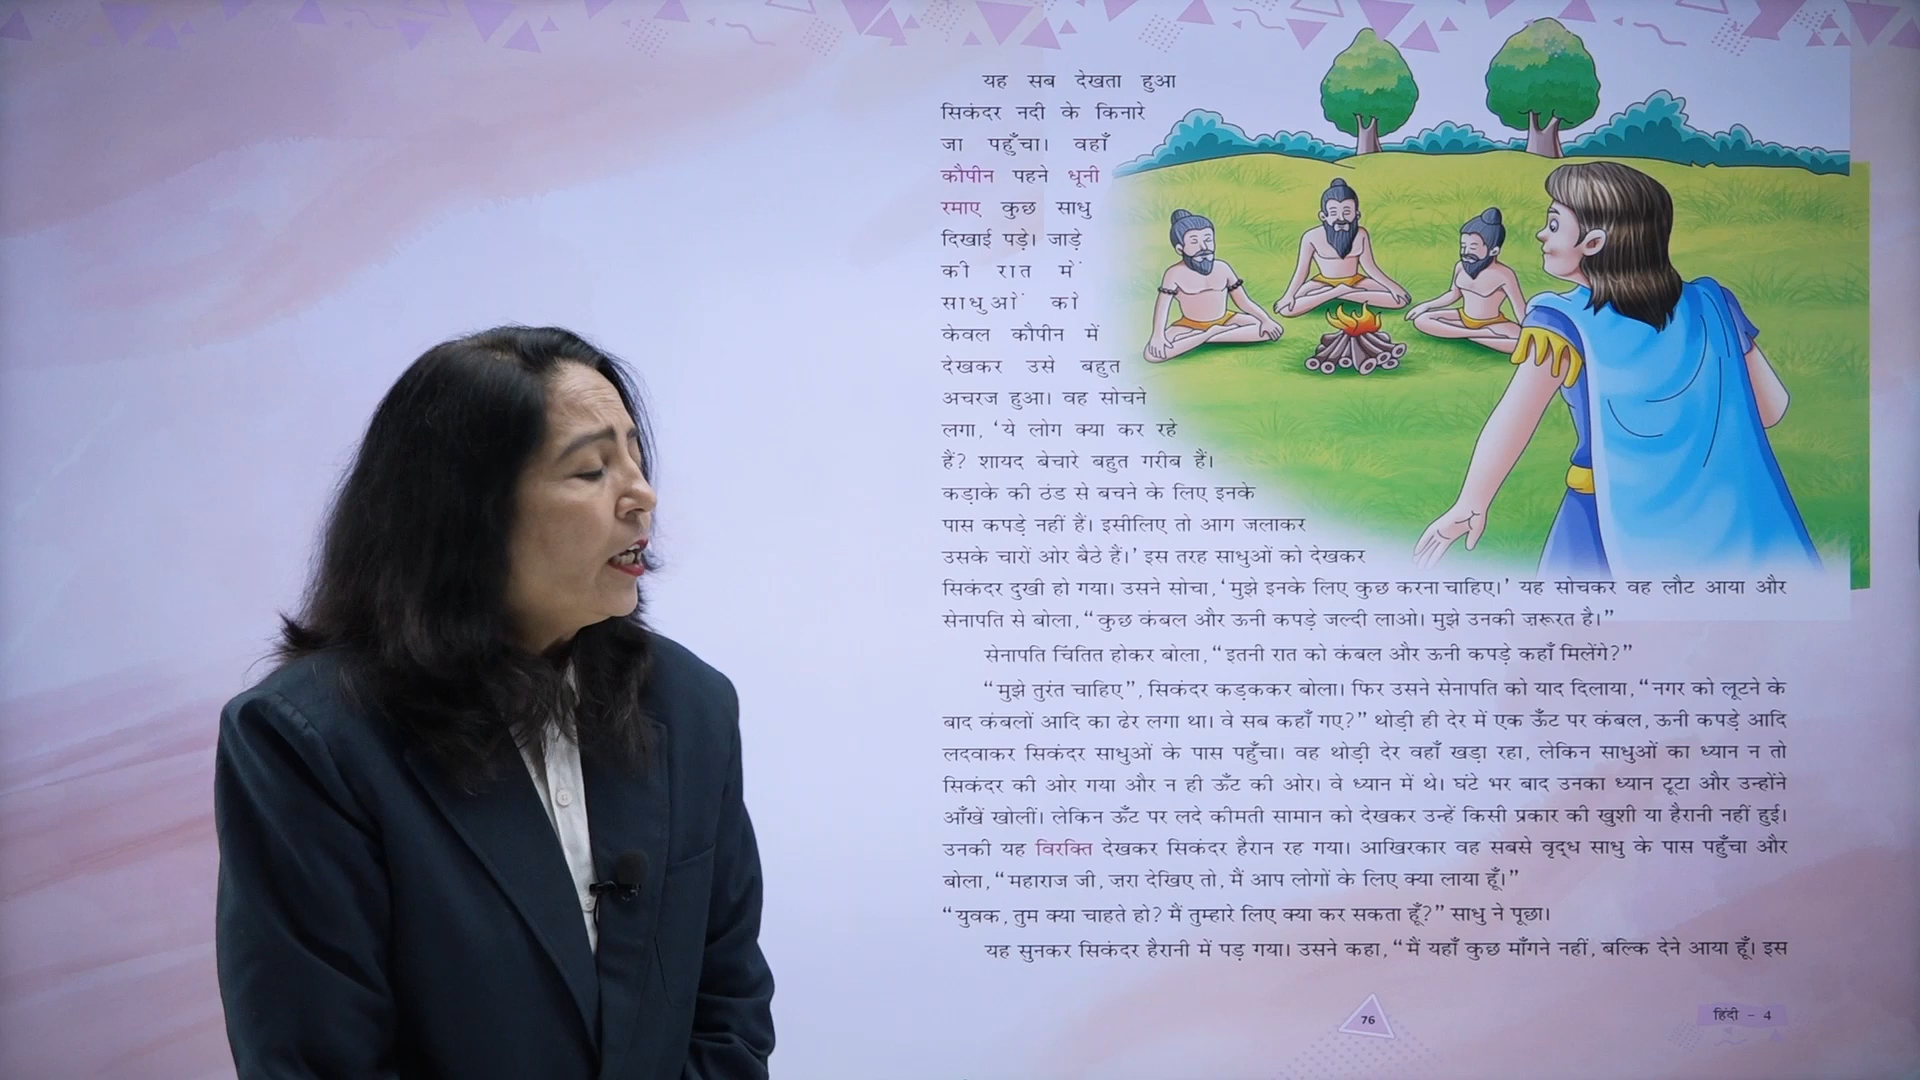 यह सब देखता हुआ
सिकंदर नदी के किनारे
जा पहुँचा। वहाँ
कौपीन पहने धूनी
रमाए कुछ साधु
दिखाई पड़े। जाड़े
की रात में
साधुओं को
केवल कौपीन में
देखकर उसे बहुत
अचरज हुआ। वह सोचने
लगा, ‘ये लोग क्या कर रहे
हैं? शायद बेचारे बहुत गरीब हैं।
कड़ाके की ठंड से बचने के लिए इनके
पास कपड़े नहीं हैं। इसीलिए तो आग जलाकर
उसके चारों ओर बैठे हैं।’ इस तरह साधुओं को देखकर
सिकंदर दुखी हो गया। उसने सोचा, ‘मुझे इनके लिए कुछ करना चाहिए।’ यह सोचकर वह लौट आया और
सेनापति से बोला, “कुछ कंबल और ऊनी कपड़े जल्दी लाओ। मुझे उनकी ज़रूरत है।”
सेनापति चिंतित होकर बोला, “इतनी रात को कंबल और ऊनी कपड़े कहाँ मिलेंगे?”
“मुझे तुरंत चाहिए”, सिकंदर कड़ककर बोला। फिर उसने सेनापति को याद दिलाया, “नगर को लूटने के
बाद कंबलों आदि का ढेर लगा था। वे सब कहाँ गए?” थोड़ी ही देर में एक ऊँट पर कंबल, ऊनी कपड़े आदि
लदवाकर सिकंदर साधुओं के पास पहुँचा। वह थोड़ी देर वहाँ खड़ा रहा, लेकिन साधुओं का ध्यान न तो
सिकंदर की ओर गया और न ही ऊँट की ओर। वे ध्यान में थे। घंटे भर बाद उनका ध्यान टूटा और उन्होंने
आँखें खोलीं। लेकिन ऊँट पर लदे कीमती सामान को देखकर उन्हें किसी प्रकार की खुशी या हैरानी नहीं हुई।
उनकी यह विरक्ति देखकर सिकंदर हैरान रह गया। आखिरकार वह सबसे वृद्ध साधु के पास पहुँचा और
बोला, “महाराज जी, ज़रा देखिए तो, मैं आप लोगों के लिए क्या लाया हूँ।”
“युवक, तुम क्या चाहते हो? मैं तुम्हारे लिए क्या कर सकता हूँ?” साधु ने पूछा।
यह सुनकर सिकंदर हैरानी में पड़ गया। उसने कहा, “मैं यहाँ कुछ माँगने नहीं, बल्कि देने आया हूँ। इस
76
हिंदी - 4